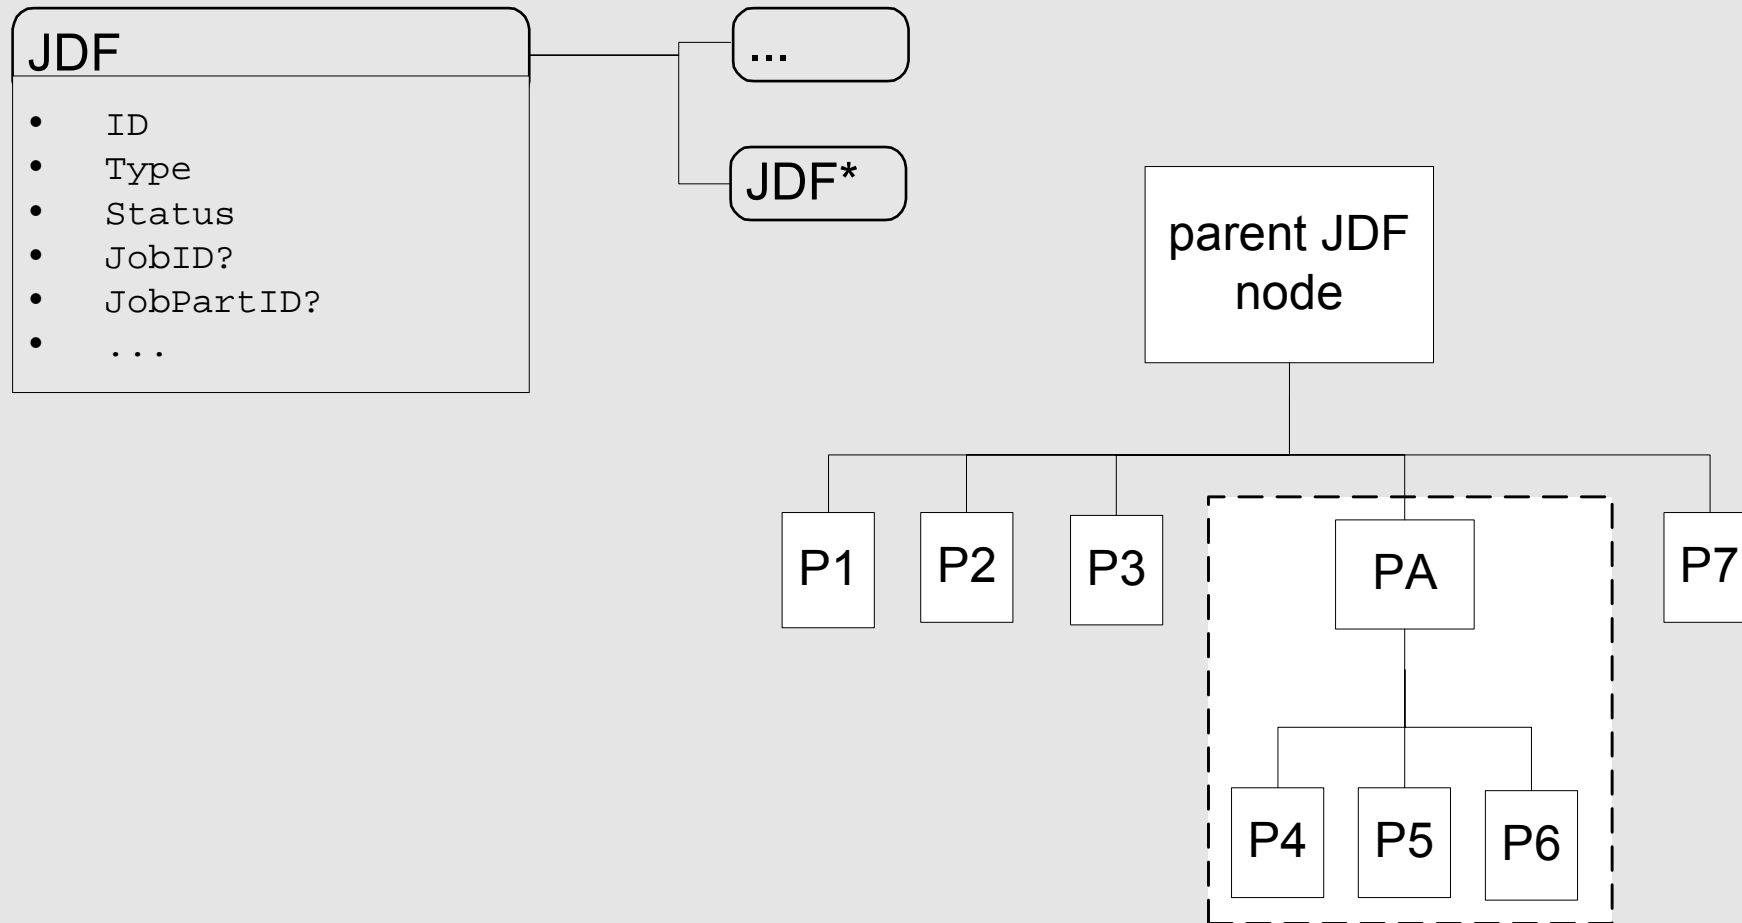 JDF
• ID
• Type
• Status
• JobID?
• JobPartID?
• ...
...
JDF*
parent JDF
node
P1
P2
P3
PA
P7
P4
P5
P6